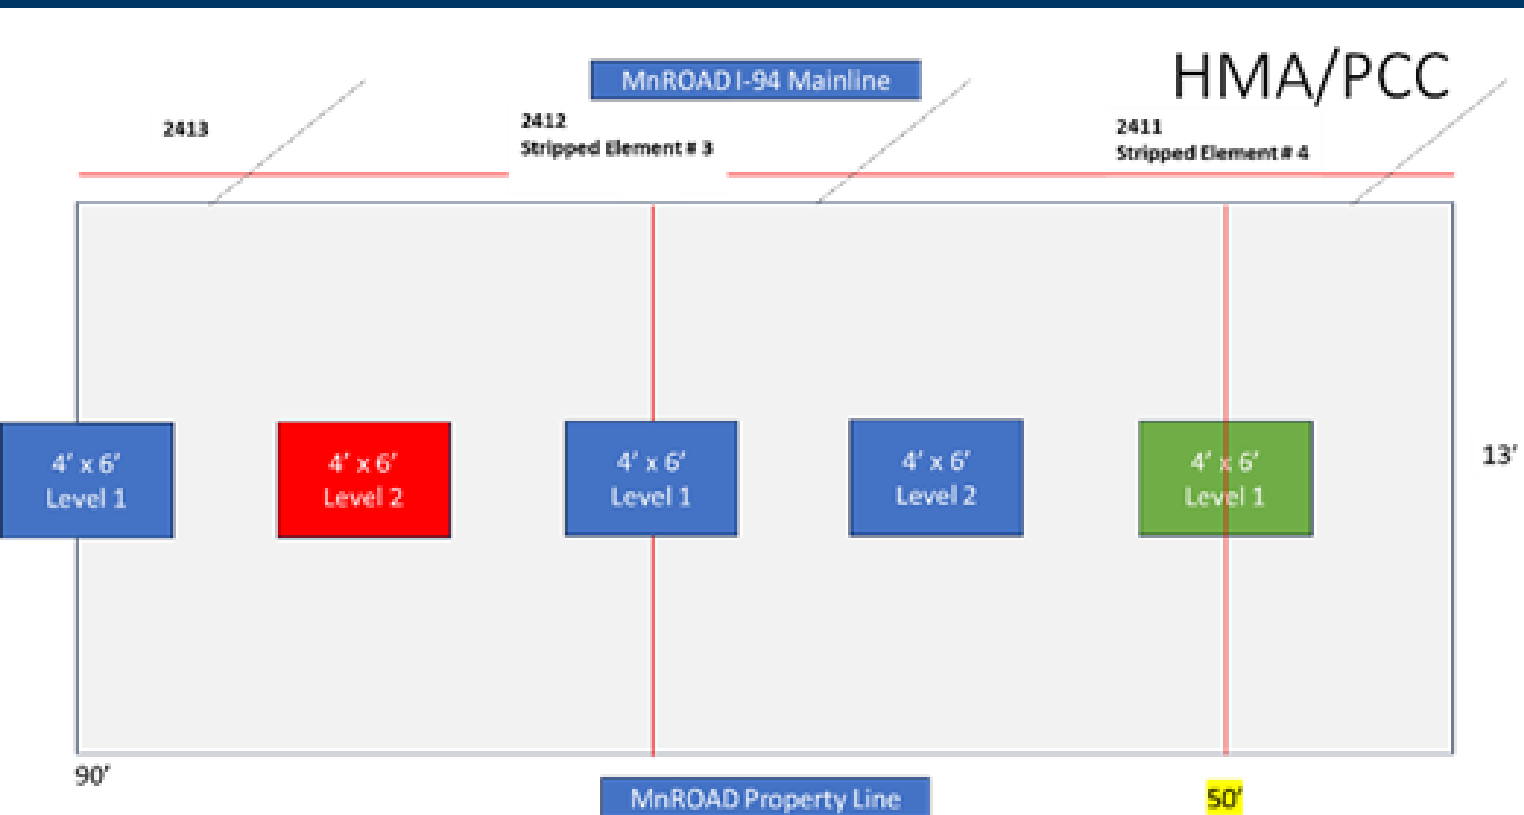 MnROAD I-94 Mainline
HMA/PCC
2413
2412
Stripped Element # 3
2411
Stripped Element # 4
4' x 6'
Level 1
4' x 6'
Level 2
4' x 6'
Level 1
4' x 6'
Level 2
4' x 6'
Level 1
13'
90'
MnROAD Property Line
50'